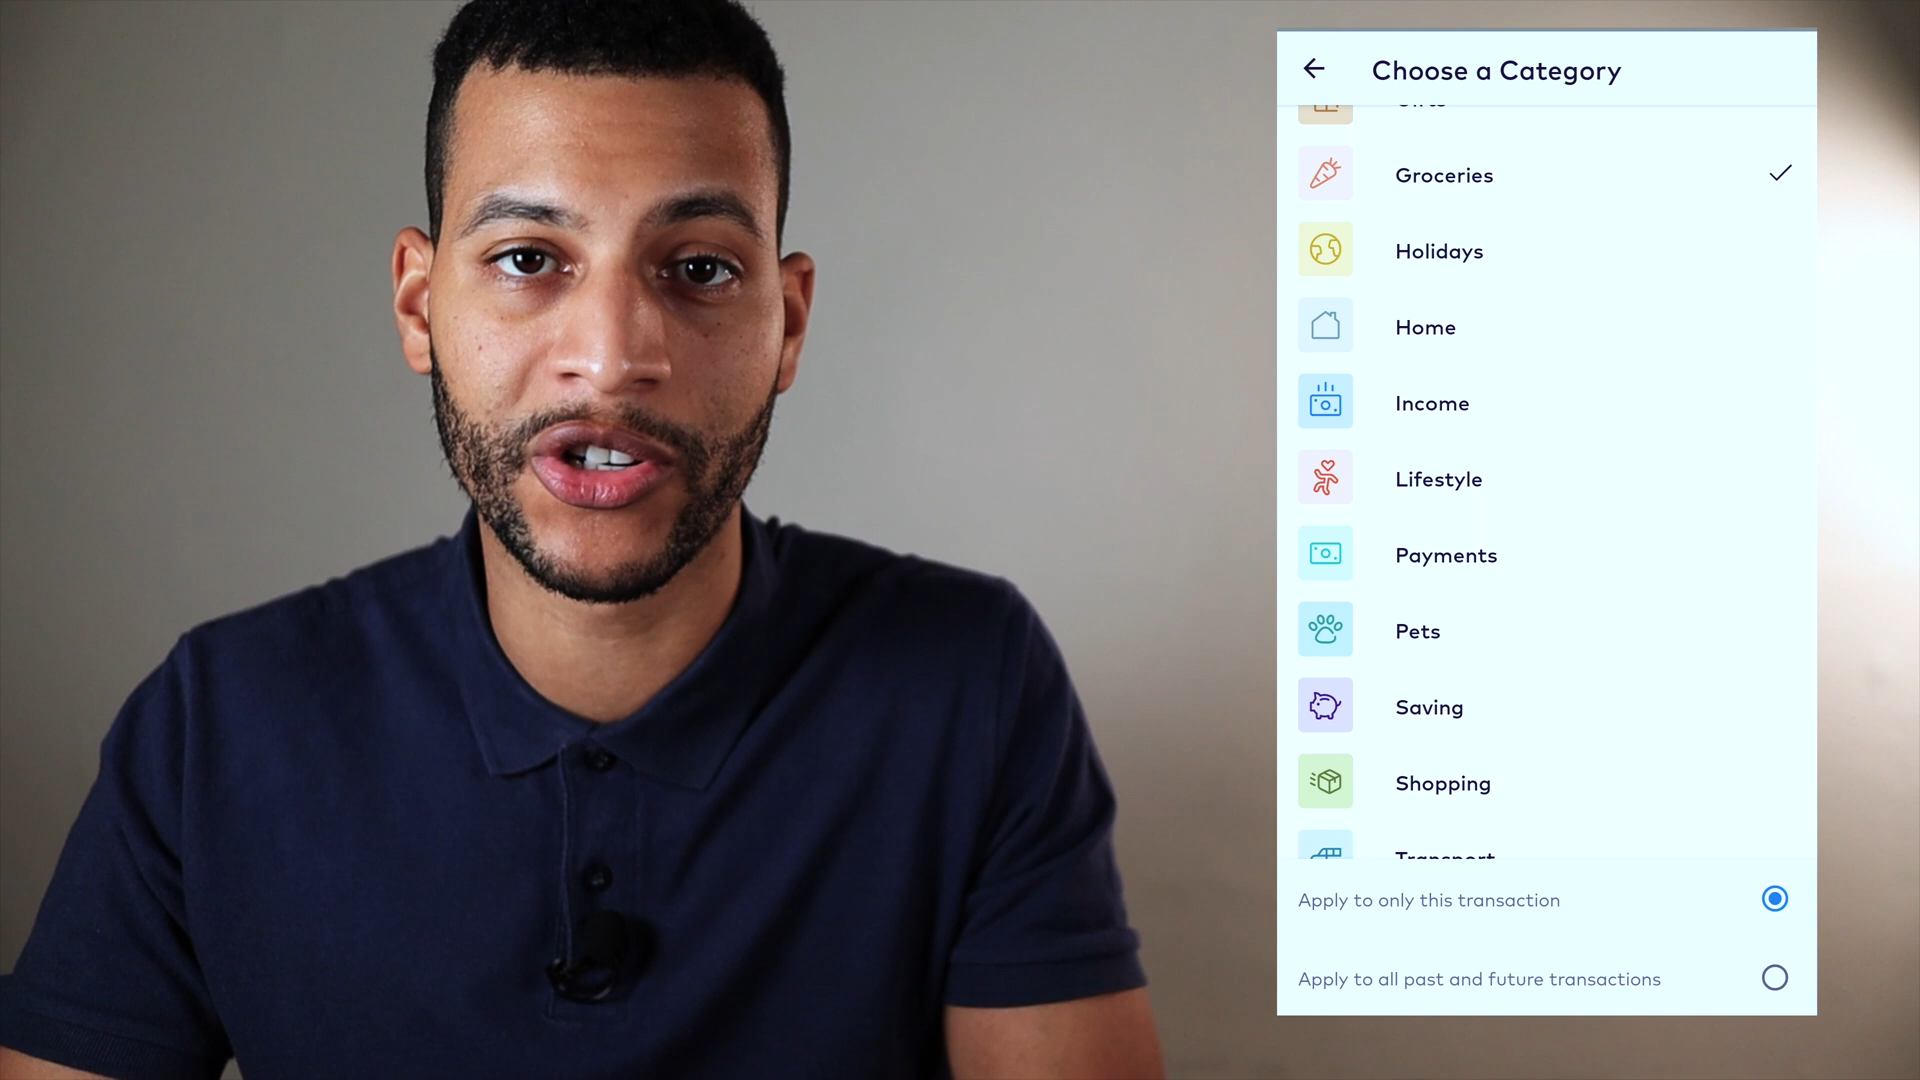 Choose a Category
Groceries
Holidays
Home
Income
Lifestyle
Payments
Pets
Saving
Shopping
Transport
Apply to only this transaction
Apply to all past and future transactions